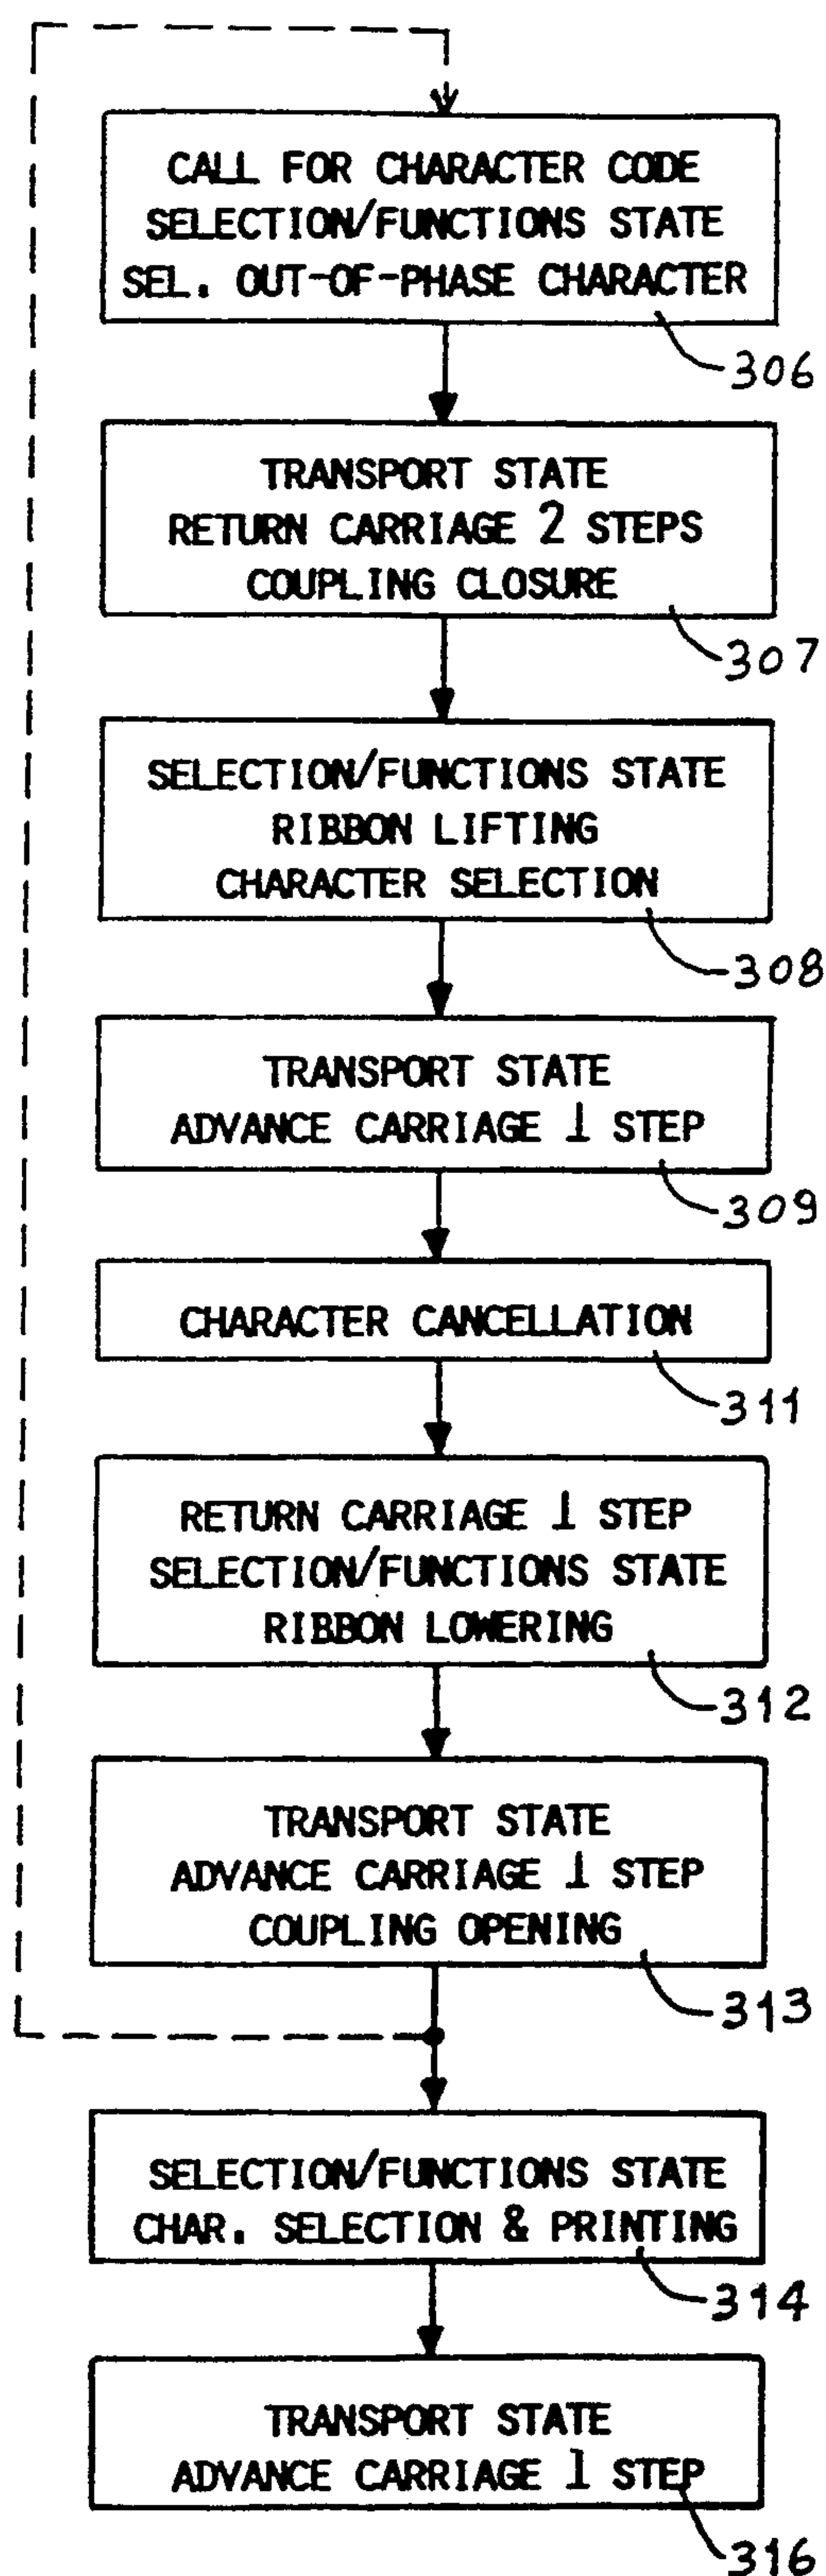 CALL FOR CHARACTER CODE
SELECTION/FUNCTIONS STATE
SEL. OUT-OF-PHASE CHARACTER
306
TRANSPORT STATE
RETURN CARRIAGE 2 STEPS
COUPLING CLOSURE
307
SELECTION/FUNCTIONS STATE
RIBBON LIFTING
CHARACTER SELECTION
308
TRANSPORT STATE
ADVANCE CARRIAGE 1 STEP
309
CHARACTER CANCELLATION
311
RETURN CARRIAGE 1 STEP
SELECTION/FUNCTIONS STATE
RIBBON LOWERING
312
TRANSPORT STATE
ADVANCE CARRIAGE 1 STEP
COUPLING OPENING
313
SELECTION/FUNCTIONS STATE
CHAR. SELECTION & PRINTING
314
TRANSPORT STATE
ADVANCE CARRIAGE 1 STEP
316